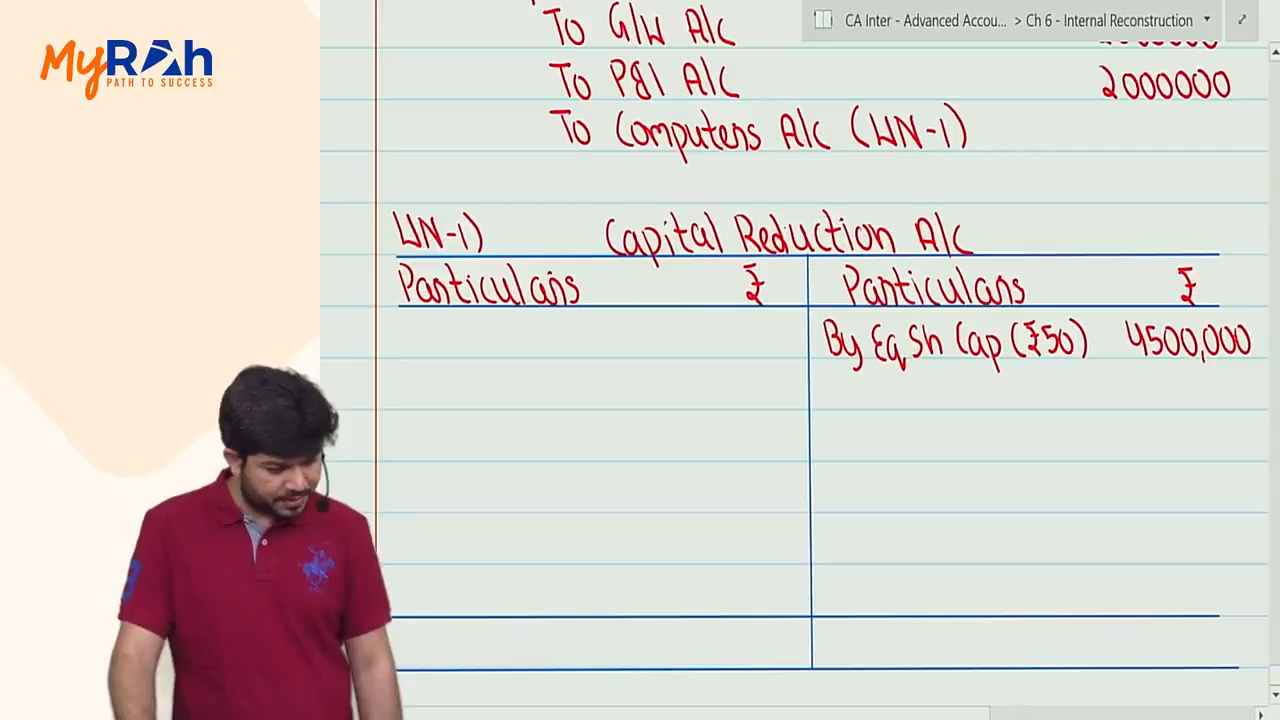 MyRAh
PATH TO SUCCESS
CA Inter - Advanced Accou... > Ch 6 - Internal Reconstruction
To G/W A/c
To P&l A/c 2000000
To Computers A/c (WN-1)
WN-1) Capital Reduction A/c
Particulars ₹ Particulars ₹
By Eq Sh Cap (₹50) 4500,000